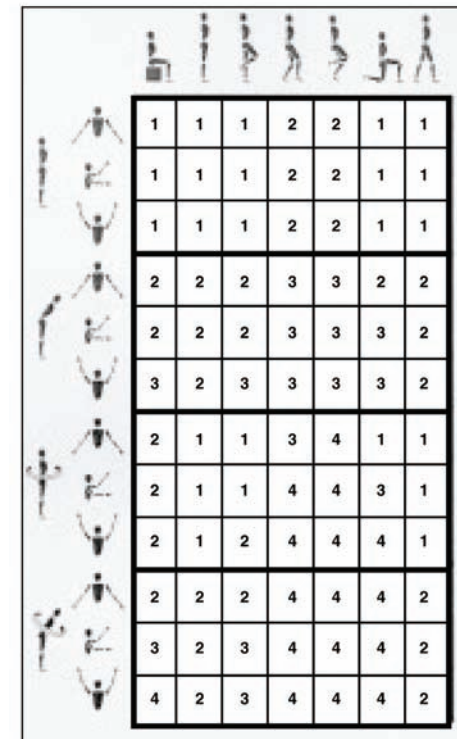 1 1 1 2 2 1 1
1 1 1 2 2 1 1
1 1 1 2 2 1 1
2 2 2 3 3 2 2
2 2 2 3 3 3 2
3 2 3 3 3 3 2
2 1 1 3 4 1 1
2 1 1 4 4 3 1
2 1 2 4 4 4 1
2 2 2 4 4 4 2
3 2 3 4 4 4 2
4 2 3 4 4 4 2